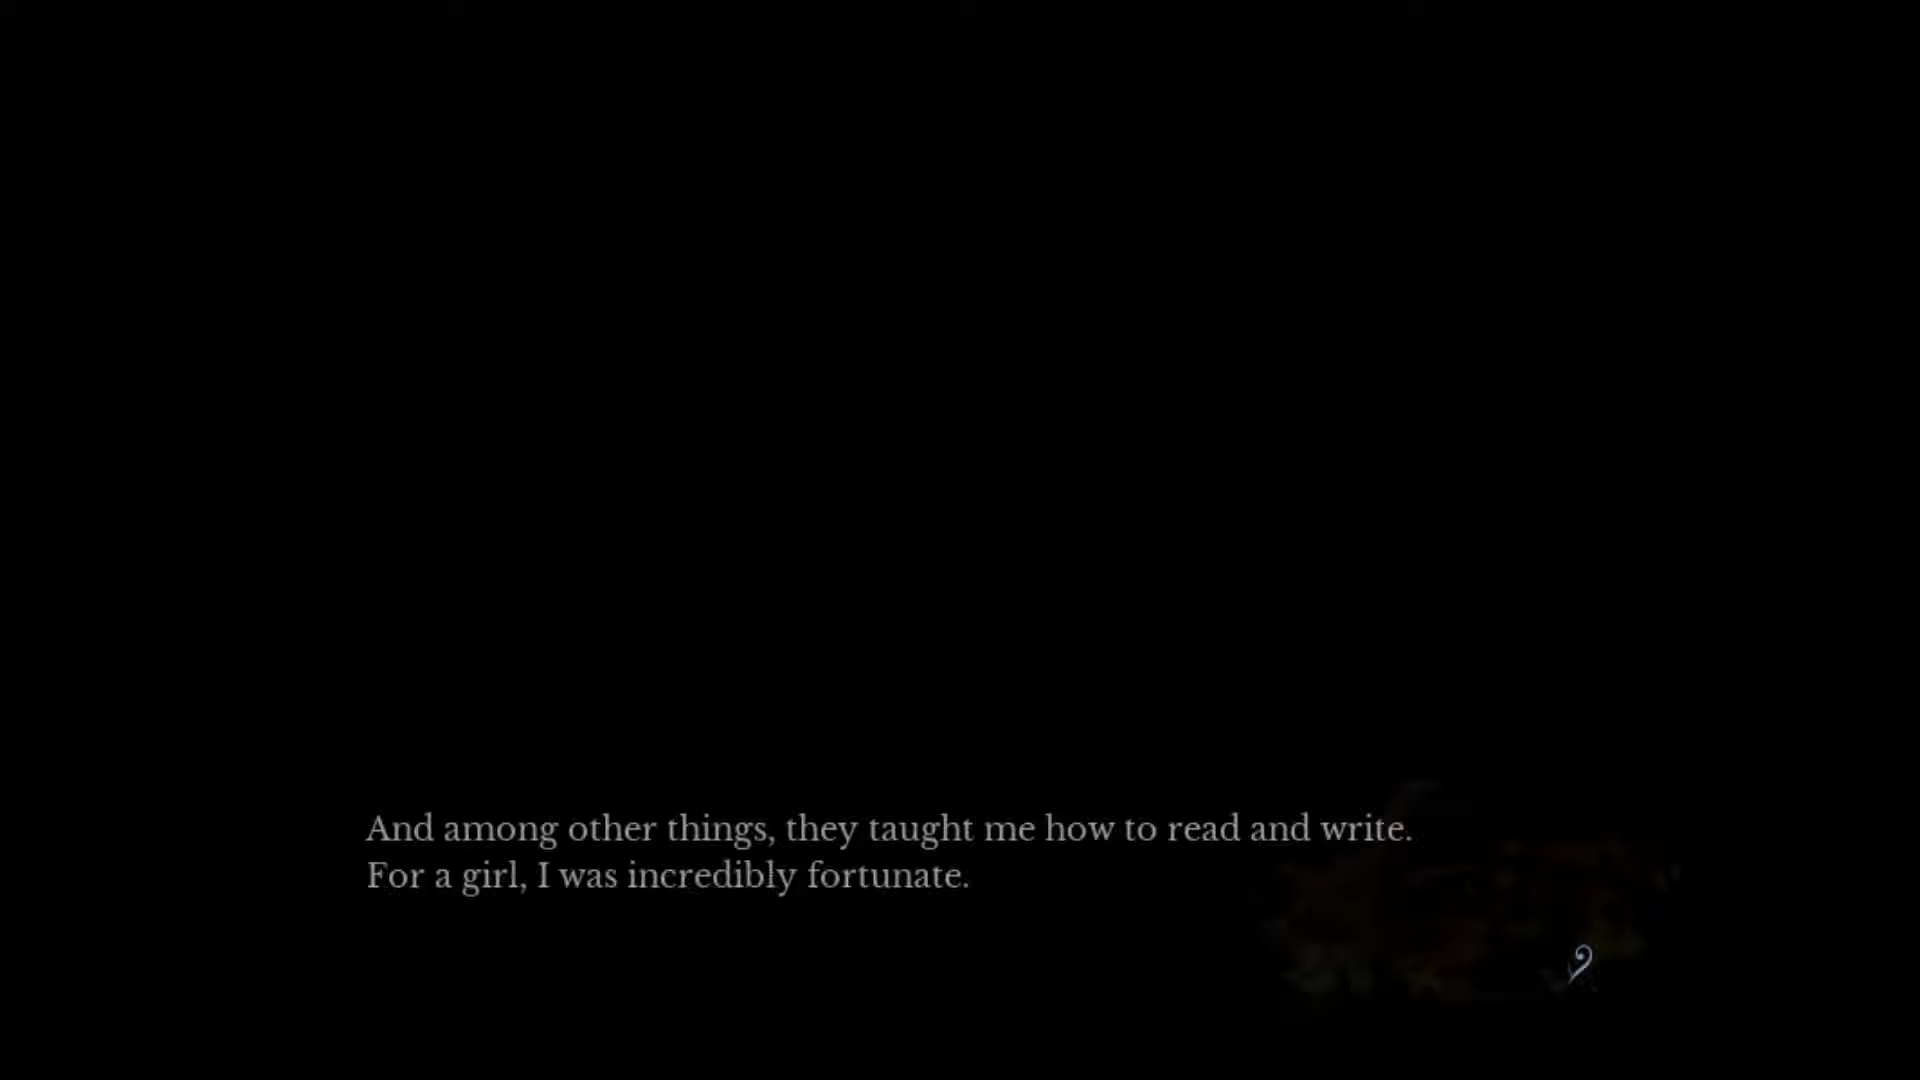 And among other things, they taught me how to read and write.
For a girl, I was incredibly fortunate.